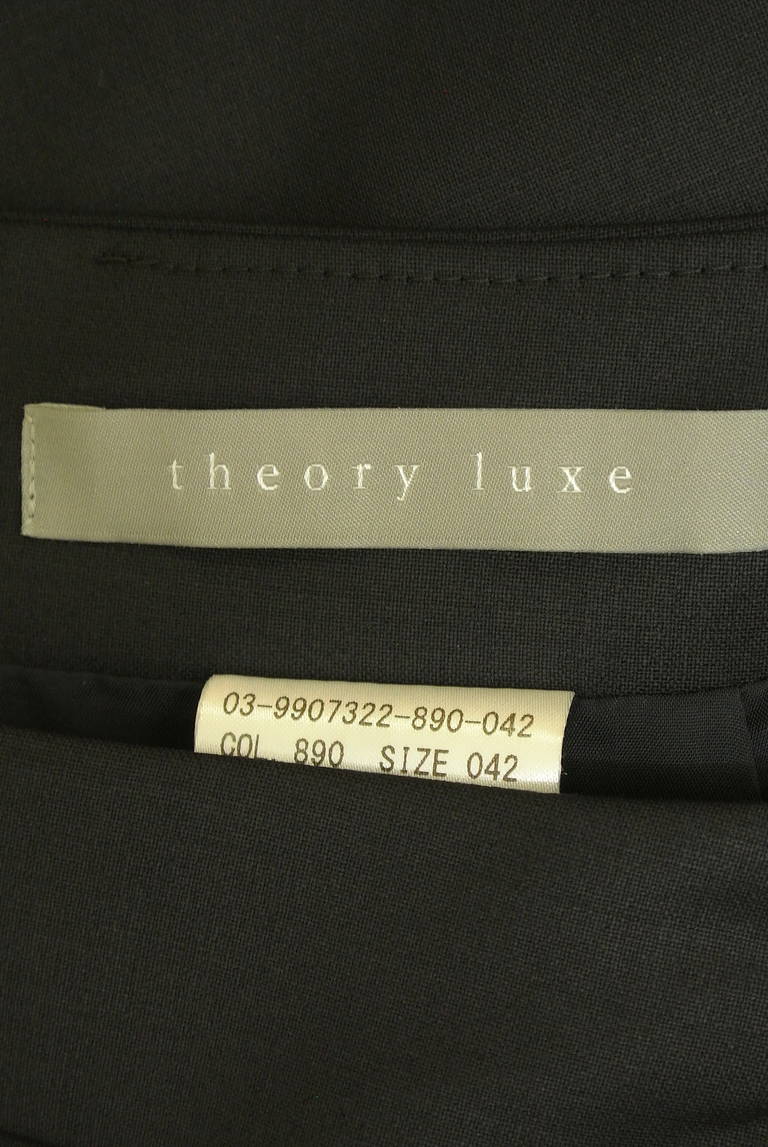 theory luxe
03-9907322-890-042
COL. 890 SIZE 042